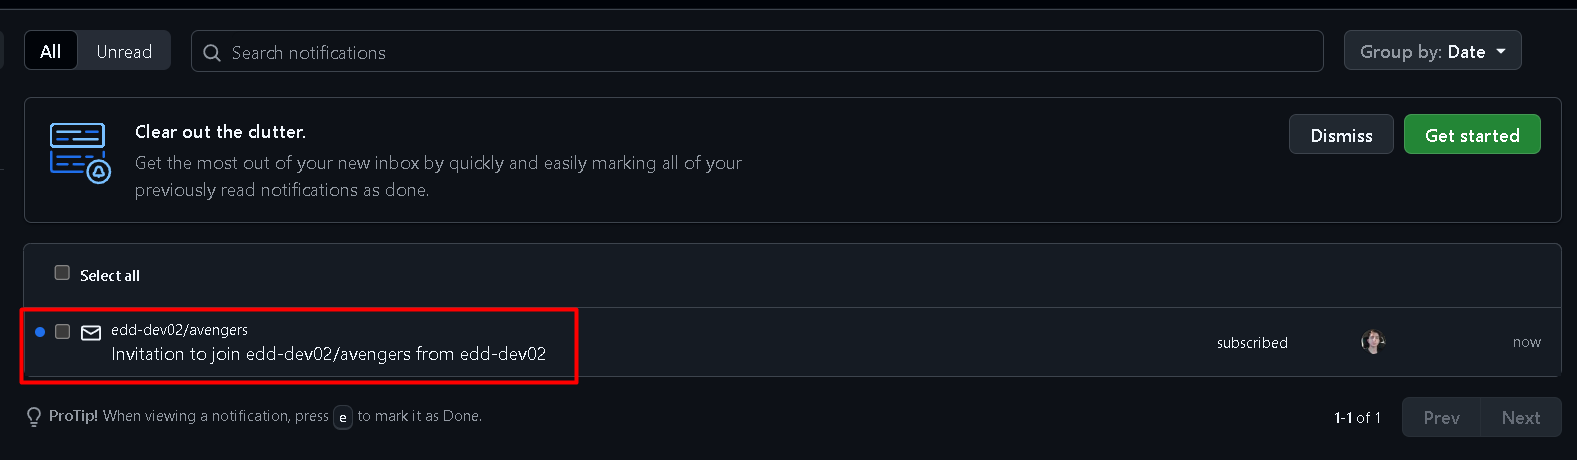 All Unread Search notifications Group by: Date
Clear out the clutter.
Get the most out of your new inbox by quickly and easily marking all of your
previously read notifications as done.
Dismiss Get started
Select all
edd-dev02/avengers
Invitation to join edd-dev02/avengers from edd-dev02
subscribed now
ProTip! When viewing a notification, press e to mark it as Done.
1-1 of 1 Prev Next